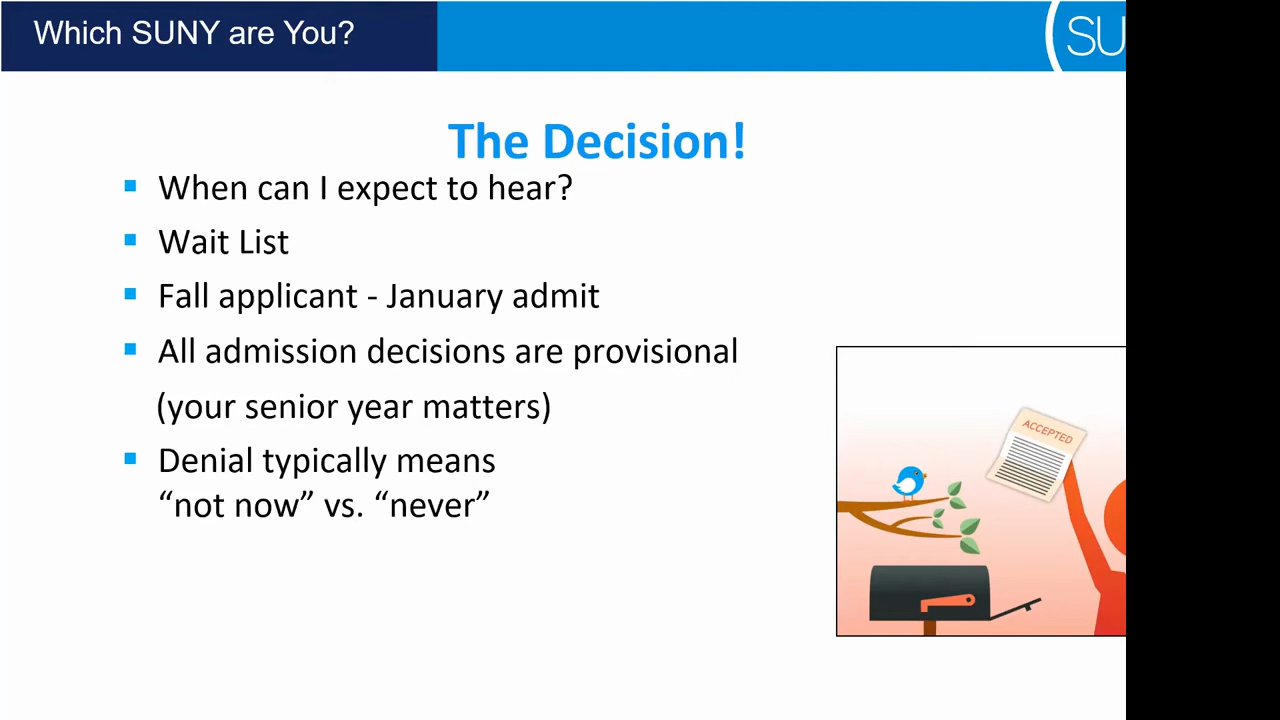 Which SUNY are You?
SU
The Decision!
▪ When can I expect to hear?
▪ Wait List
▪ Fall applicant - January admit
▪ All admission decisions are provisional
(your senior year matters)
▪ Denial typically means
“not now” vs. “never”
ACCEPTED